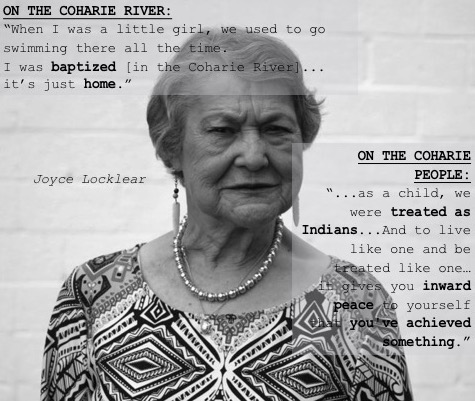 ON THE COHARIE RIVER:
“When I was a little girl, we used to go
swimming there all the time.
I was baptized [in the Coharie River]...
it’s just home.”
Joyce Locklear
ON THE COHARIE
PEOPLE:
“...as a child, we
were treated as
Indians...And to live
like one and be
treated like one…
it gives you inward
peace to yourself
that you’ve achieved
something.”